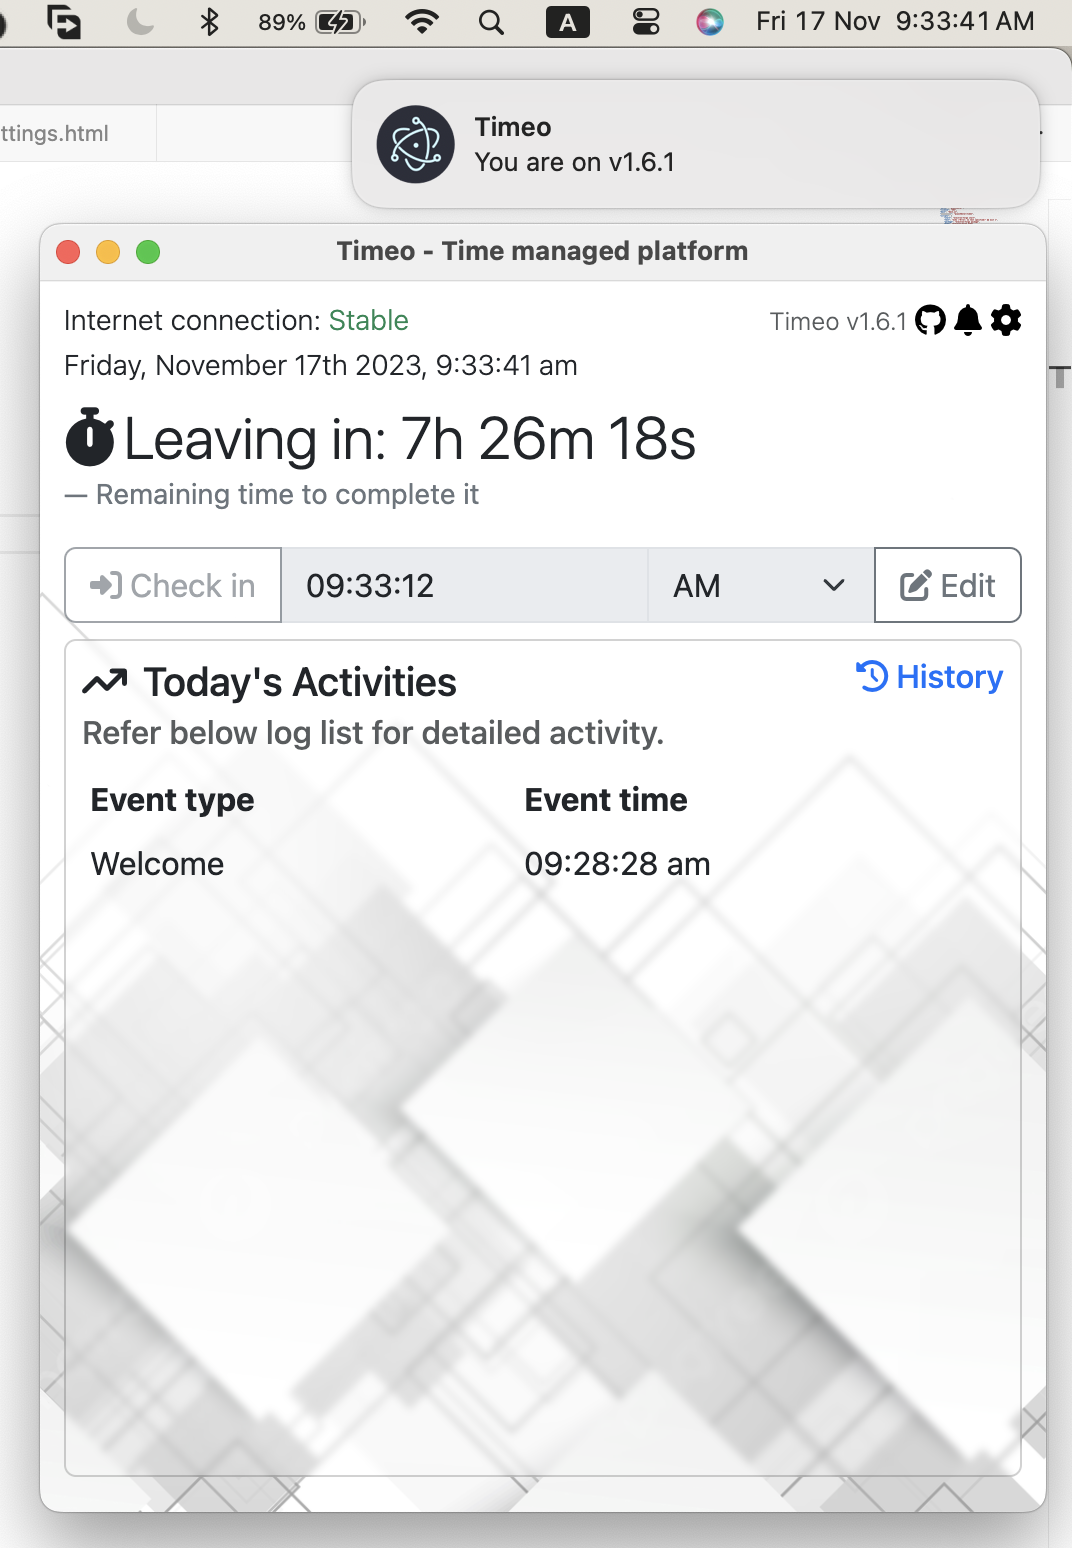 89% A Fri 17 Nov 9:33:41 AM
ttings.html
Timeo
You are on v1.6.1
Timeo - Time managed platform
Internet connection: Stable
Timeo v1.6.1
Friday, November 17th 2023, 9:33:41 am
Leaving in: 7h 26m 18s
— Remaining time to complete it
Check in 09:33:12 AM Edit
Today's Activities
History
Refer below log list for detailed activity.
Event type Event time
Welcome 09:28:28 am